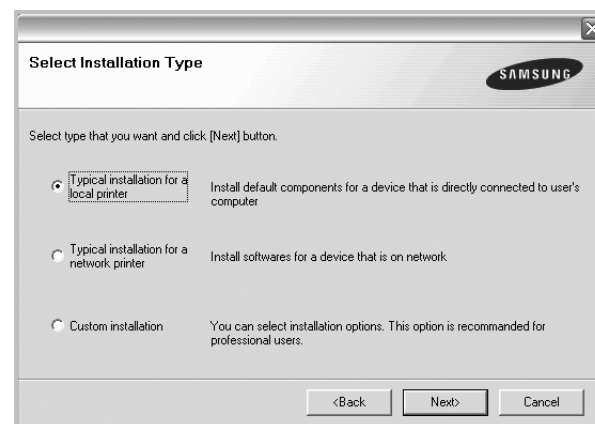 Select Installation Type
SAMSUNG
Select type that you want and click [Next] button.
Typical installation for a
local printer
Install default components for a device that is directly connected to user's
computer
Typical installation for a
network printer
Install softwares for a device that is on network
Custom installation
You can select installation options. This option is recommanded for
professional users.
<Back
Next>
Cancel